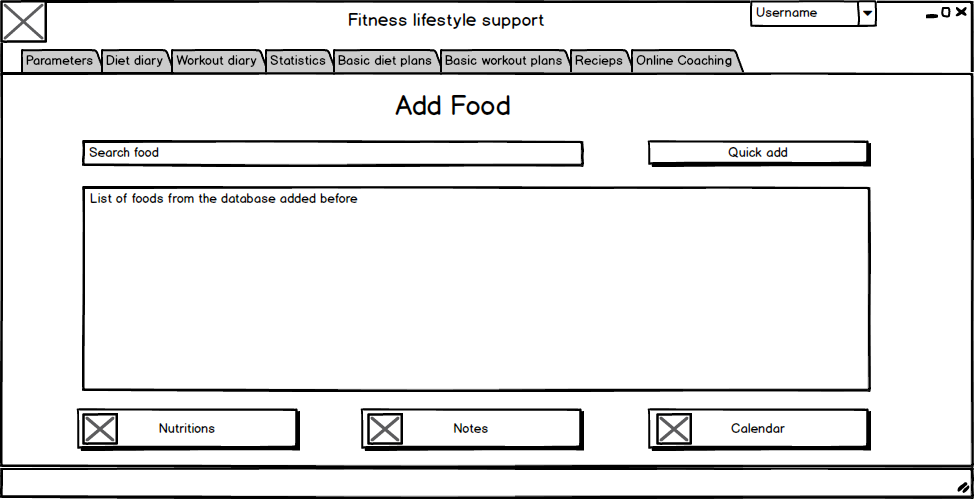 Fitness lifestyle support
Username
Parameters
Diet diary
Workout diary
Statistics
Basic diet plans
Basic workout plans
Recieps
Online Coaching
Add Food
Search food
Quick add
List of foods from the database added before
Nutritions
Notes
Calendar